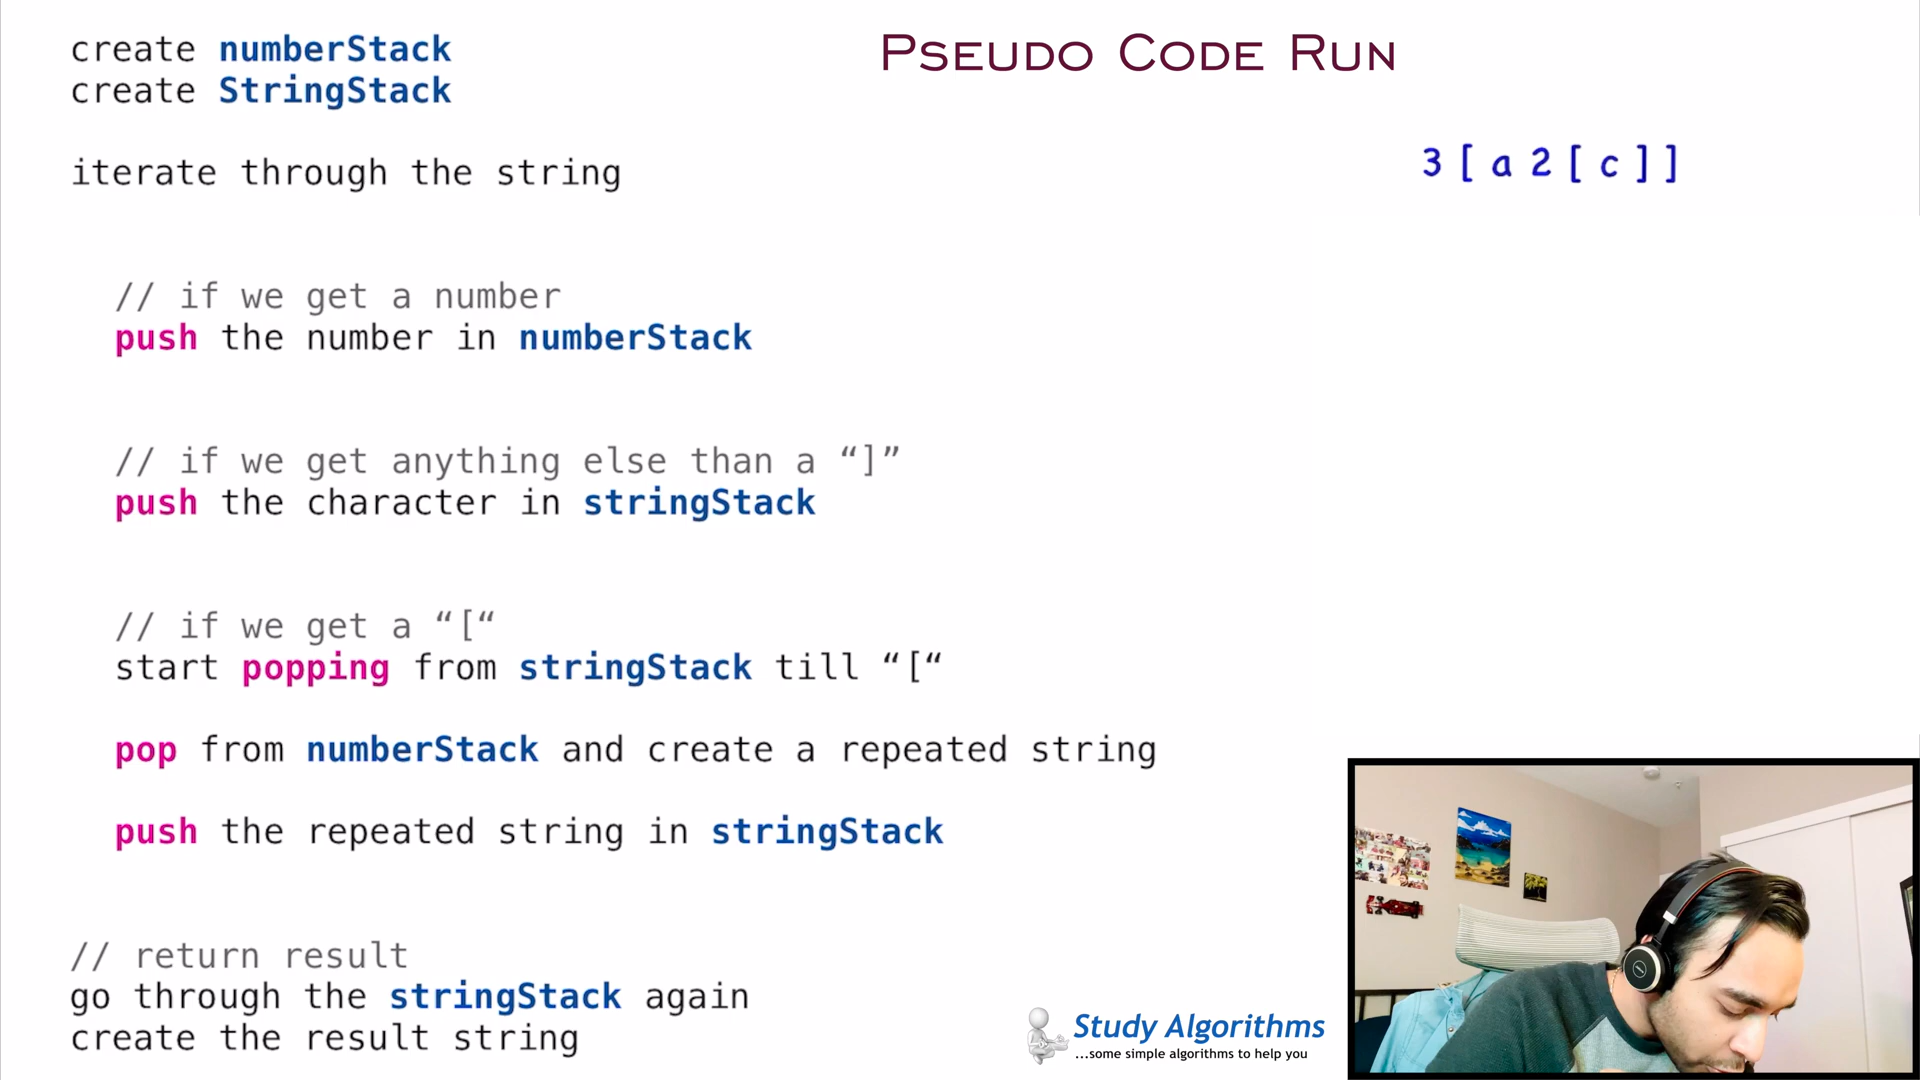 create numberStack
create StringStack
Pseudo Code Run
iterate through the string
3 [ a 2 [ c ] ]
// if we get a number
push the number in numberStack
// if we get anything else than a “]”
push the character in stringStack
// if we get a “[“
start popping from stringStack till “[“
pop from numberStack and create a repeated string
push the repeated string in stringStack
// return result
go through the stringStack again
create the result string
Study Algorithms
...some simple algorithms to help you